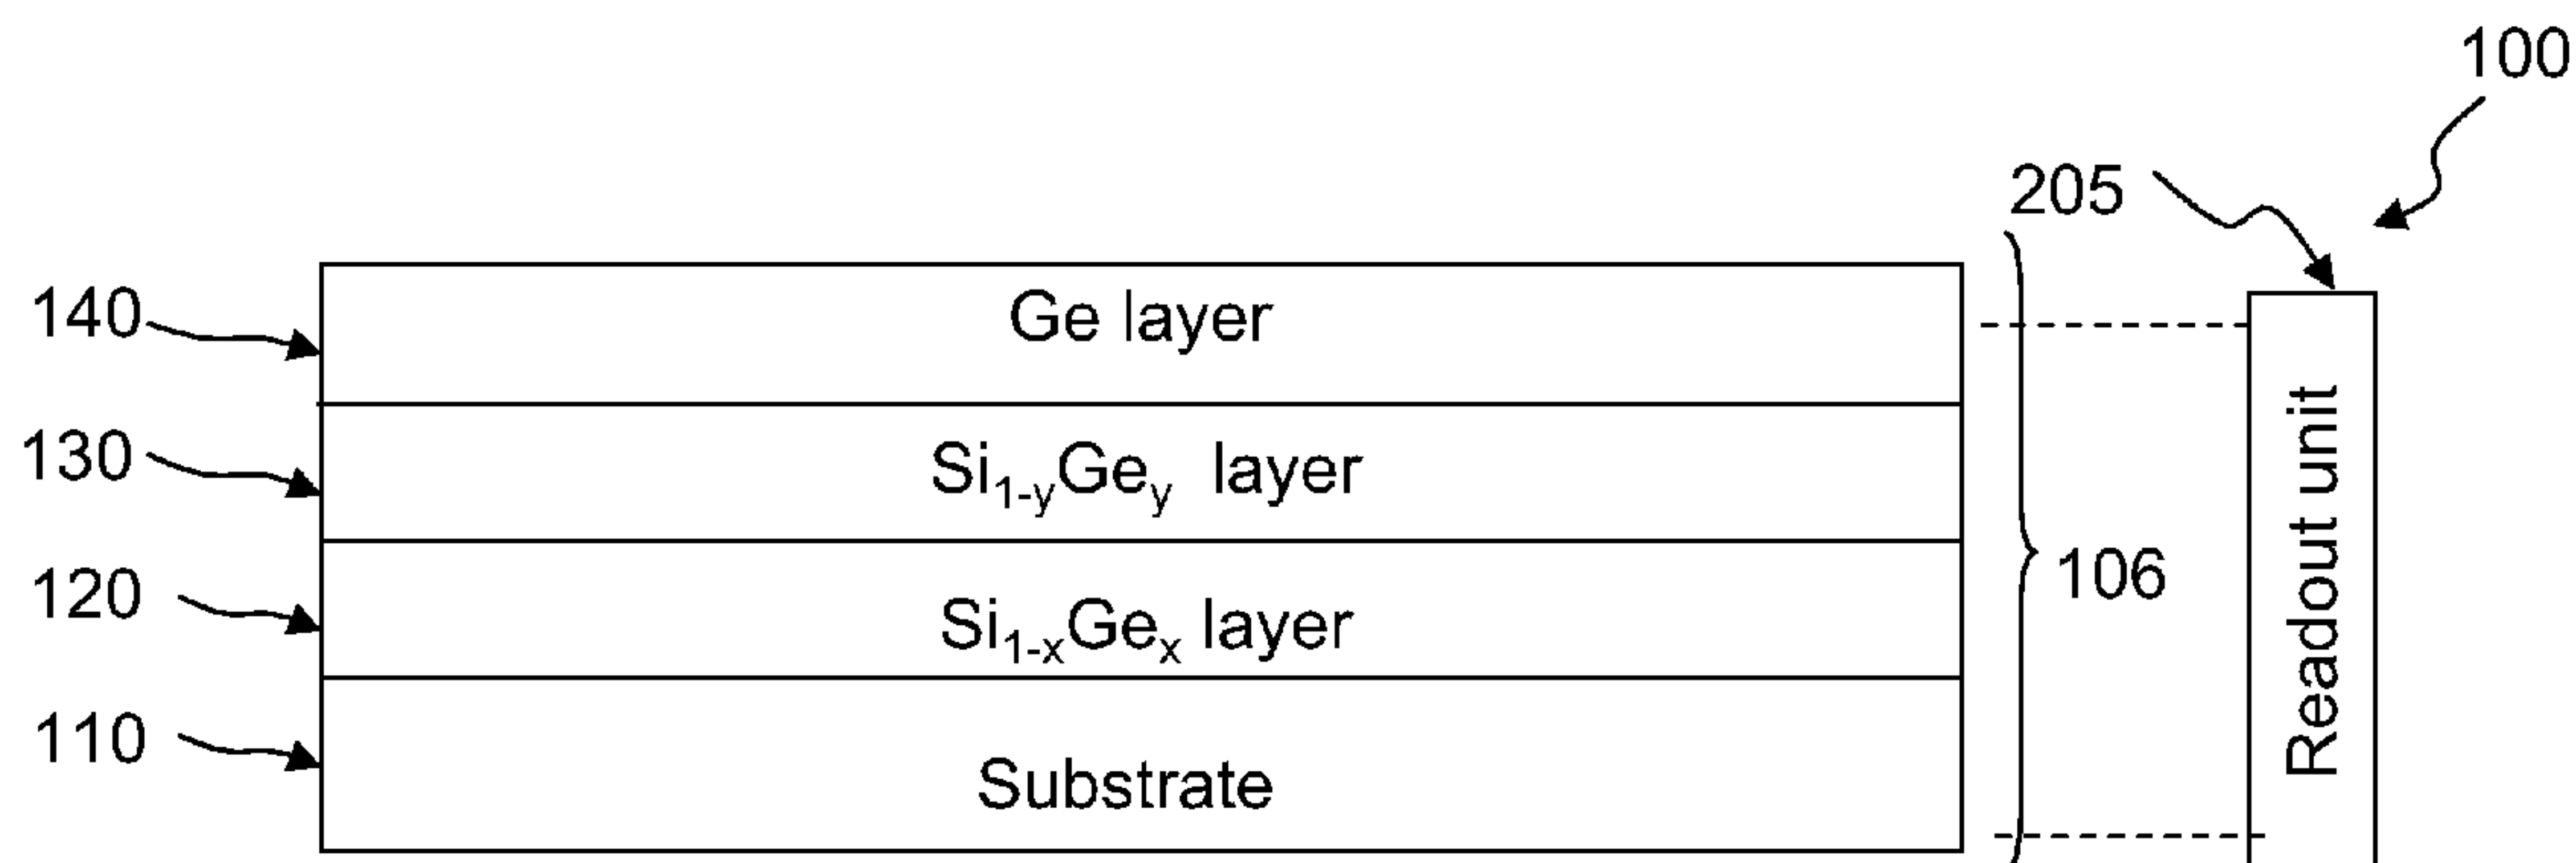 100
205
140
Ge layer
130
Si₁₋yGey layer
106
120
Si₁₋ₓGeₓ layer
110
Substrate
Readout unit